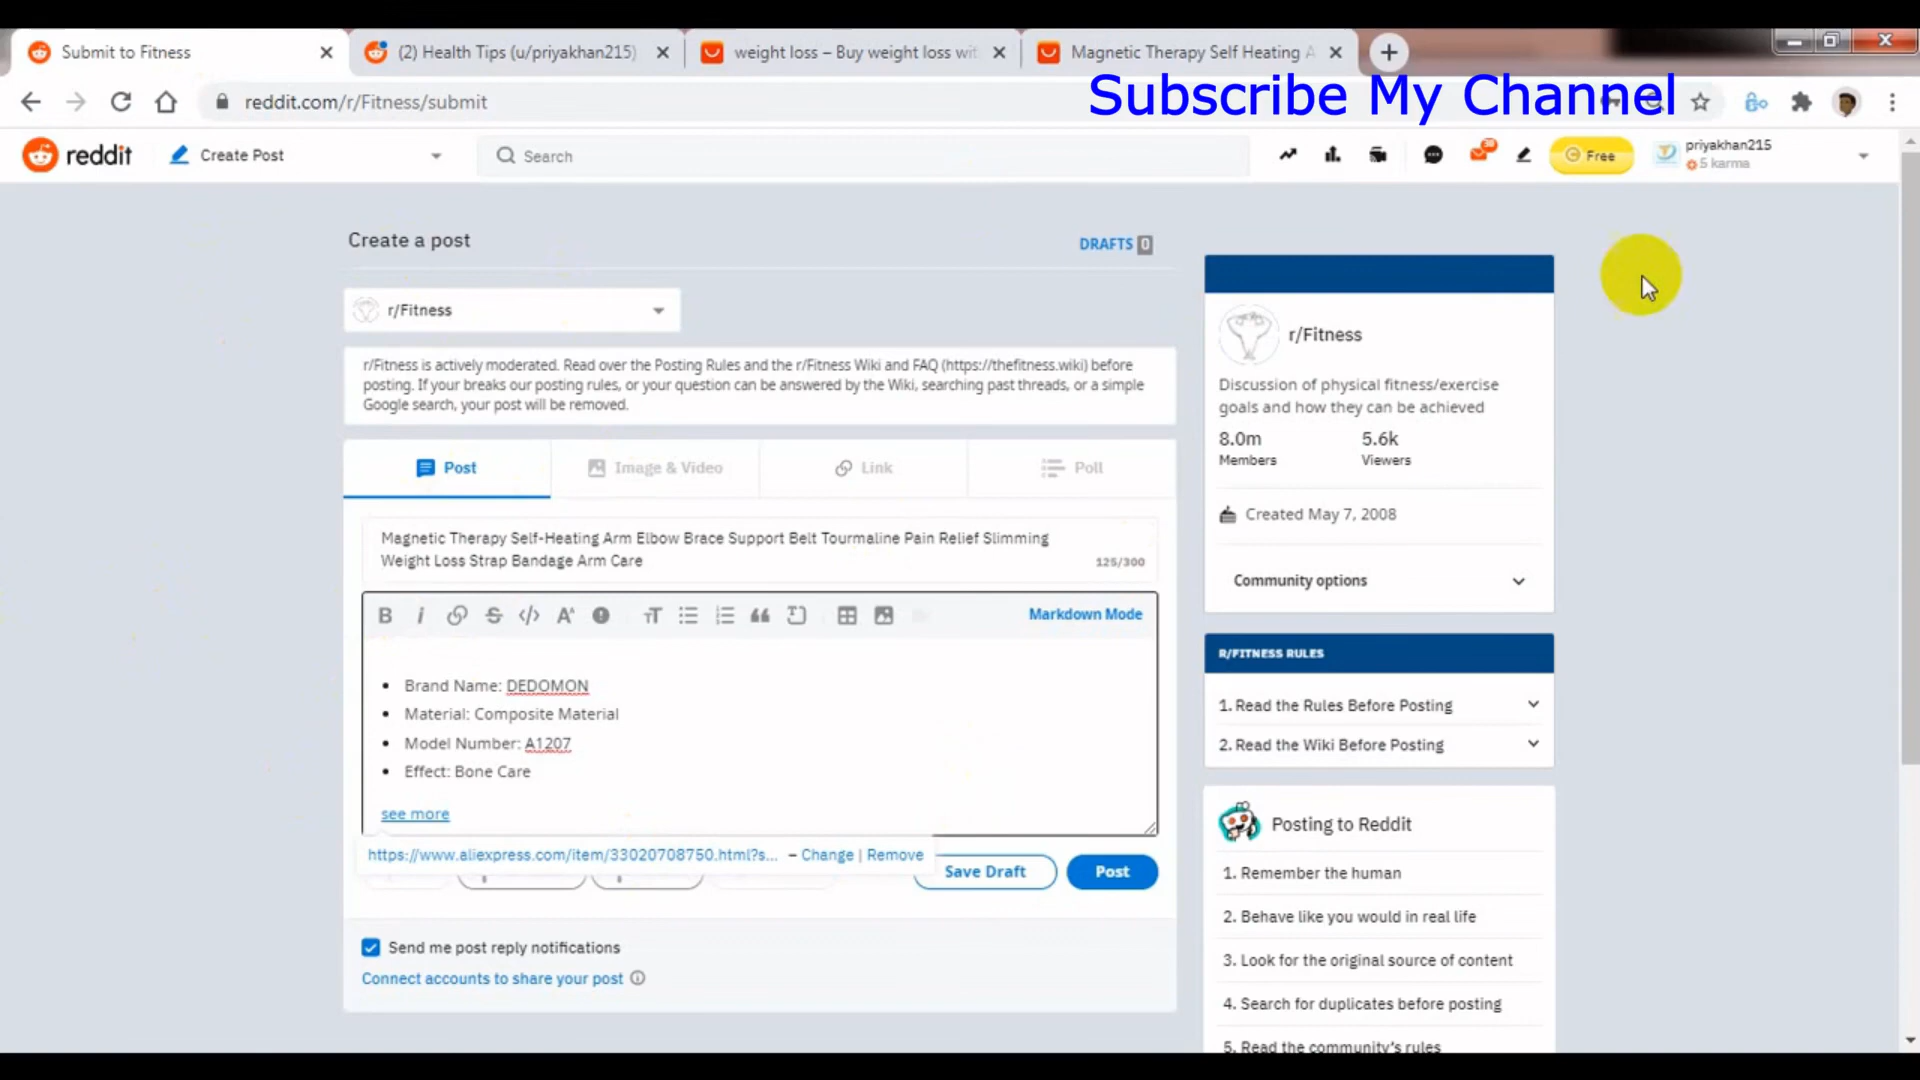 Submit to Fitness
(2) Health Tips (u/priyakhan215)
weight loss – Buy weight loss wit
Magnetic Therapy Self Heating A
reddit.com/r/Fitness/submit
Subscribe My Channel
reddit
Create Post
Search
Free
priyakhan215
5 karma
Create a post
DRAFTS 0
r/Fitness
r/Fitness is actively moderated. Read over the Posting Rules and the r/Fitness Wiki and FAQ (https://thefitness.wiki) before
posting. If your breaks our posting rules, or your question can be answered by the Wiki, searching past threads, or a simple
Google search, your post will be removed.
Post
Image & Video
Link
Poll
Magnetic Therapy Self-Heating Arm Elbow Brace Support Belt Tourmaline Pain Relief Slimming
Weight Loss Strap Bandage Arm Care
125/300
Markdown Mode
• Brand Name: DEDOMON
• Material: Composite Material
• Model Number: A1207
• Effect: Bone Care
see more
https://www.aliexpress.com/item/33020708750.html?s... – Change | Remove
Save Draft
Post
Send me post reply notifications
Connect accounts to share your post
r/Fitness
Discussion of physical fitness/exercise
goals and how they can be achieved
8.0m
5.6k
Members
Viewers
Created May 7, 2008
Community options
R/FITNESS RULES
1. Read the Rules Before Posting
2. Read the Wiki Before Posting
Posting to Reddit
1. Remember the human
2. Behave like you would in real life
3. Look for the original source of content
4. Search for duplicates before posting
5. Read the community's rules